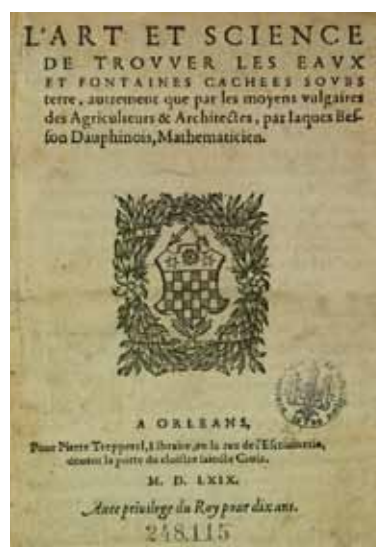 L'ART ET SCIENCE
DE TROVVER LES EAVX
ET FONTAINES CACHEES SOVBS
terre, autrement que par les moyens vulgaires
des Agriculteurs & Architectes, par Iaques Bes-
son Dauphinois, Mathematicien.
A ORLEANS,
Pour Pierre Trepperel, Libraire, en la rue de l'Escriuinerie,
deuant la porte du cloistre saincte Croix.
M. D. LXIX.
Auec priuilege du Roy pour dix ans.
248.115